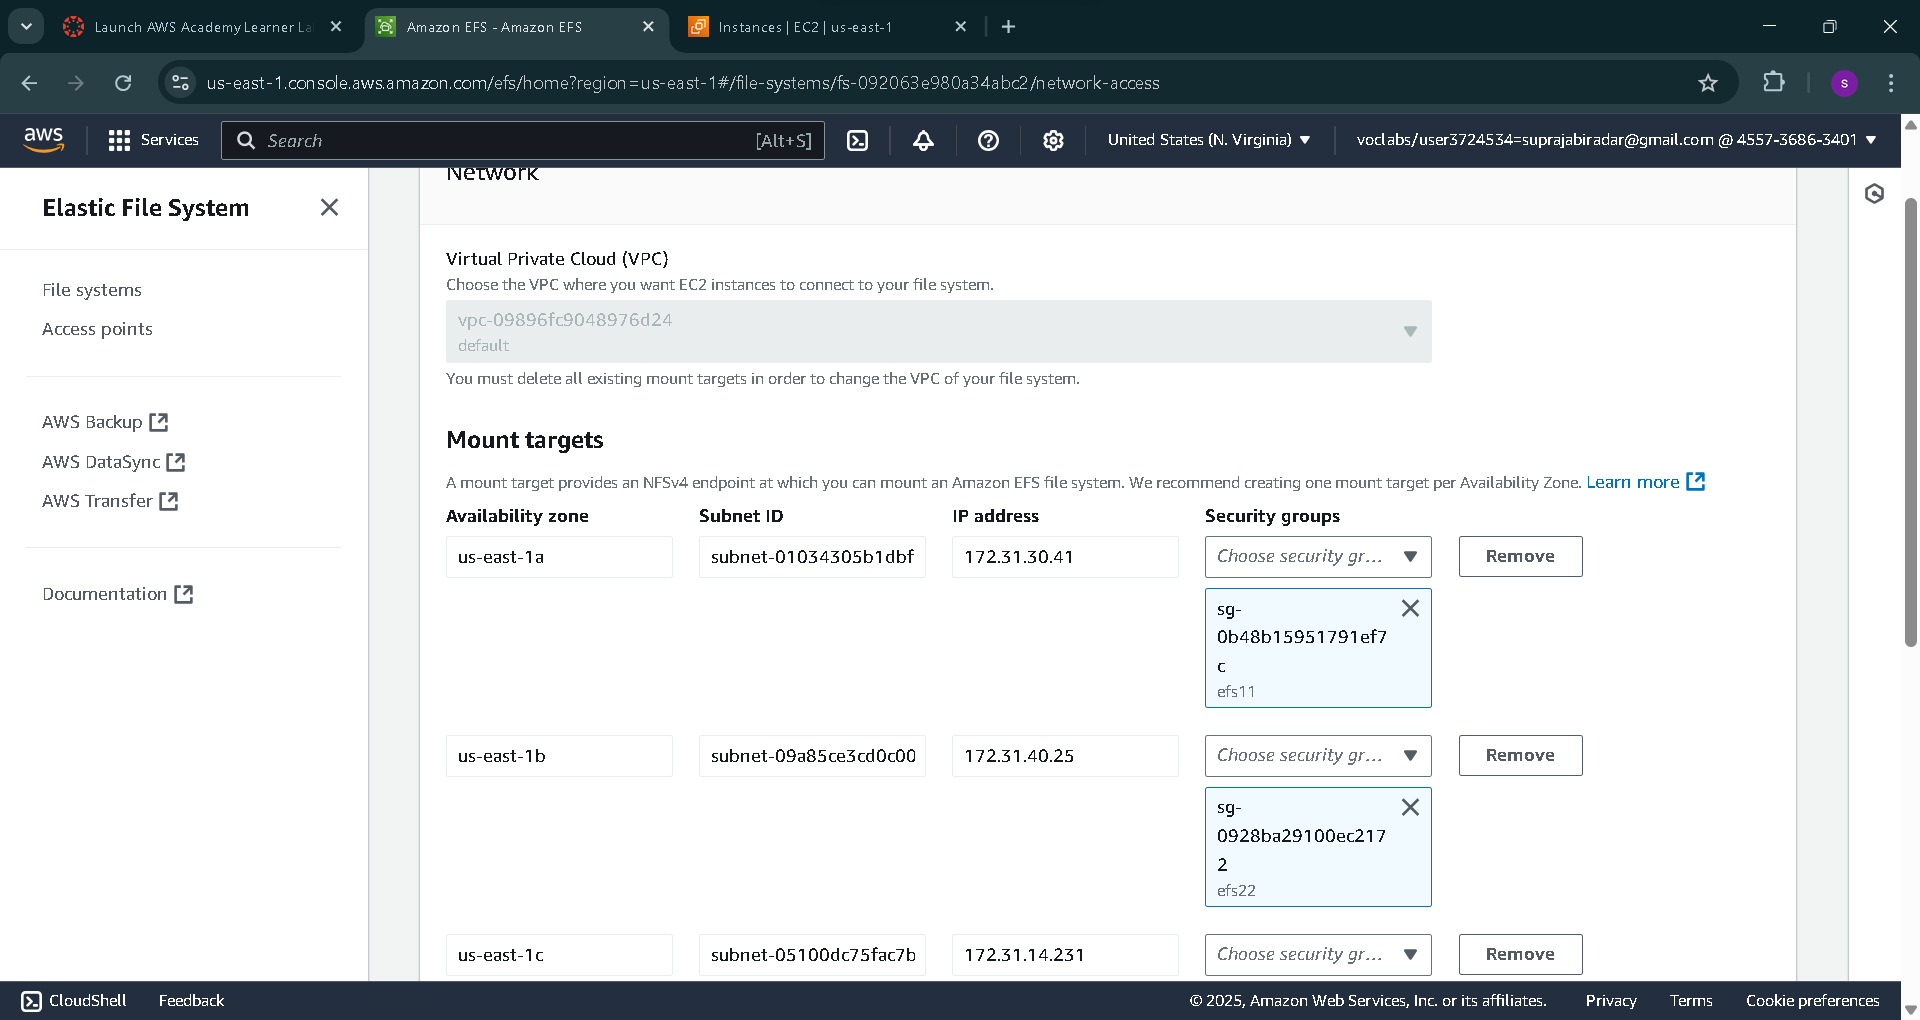 Launch AWS Academy Learner La
Amazon EFS - Amazon EFS
Instances | EC2 | us-east-1
us-east-1.console.aws.amazon.com/efs/home?region=us-east-1#/file-systems/fs-092063e980a34abc2/network-access
S
aws
Services
Search
[Alt+S]
United States (N. Virginia)
voclabs/user3724534=suprajabiradar@gmail.com @ 4557-3686-3401
Elastic File System
File systems
Access points
AWS Backup
AWS DataSync
AWS Transfer
Documentation
Network
Virtual Private Cloud (VPC)
Choose the VPC where you want EC2 instances to connect to your file system.
vpc-09896fc9048976d24
default
You must delete all existing mount targets in order to change the VPC of your file system.
Mount targets
A mount target provides an NFSv4 endpoint at which you can mount an Amazon EFS file system. We recommend creating one mount target per Availability Zone. Learn more
Availability zone Subnet ID IP address Security groups
us-east-1a subnet-01034305b1dbf 172.31.30.41 Choose security gr... Remove
sg-
0b48b15951791ef7
c
efs11
us-east-1b subnet-09a85ce3cd0c00 172.31.40.25 Choose security gr... Remove
sg-
0928ba29100ec217
2
efs22
us-east-1c subnet-05100dc75fac7b 172.31.14.231 Choose security gr... Remove
CloudShell Feedback © 2025, Amazon Web Services, Inc. or its affiliates. Privacy Terms Cookie preferences